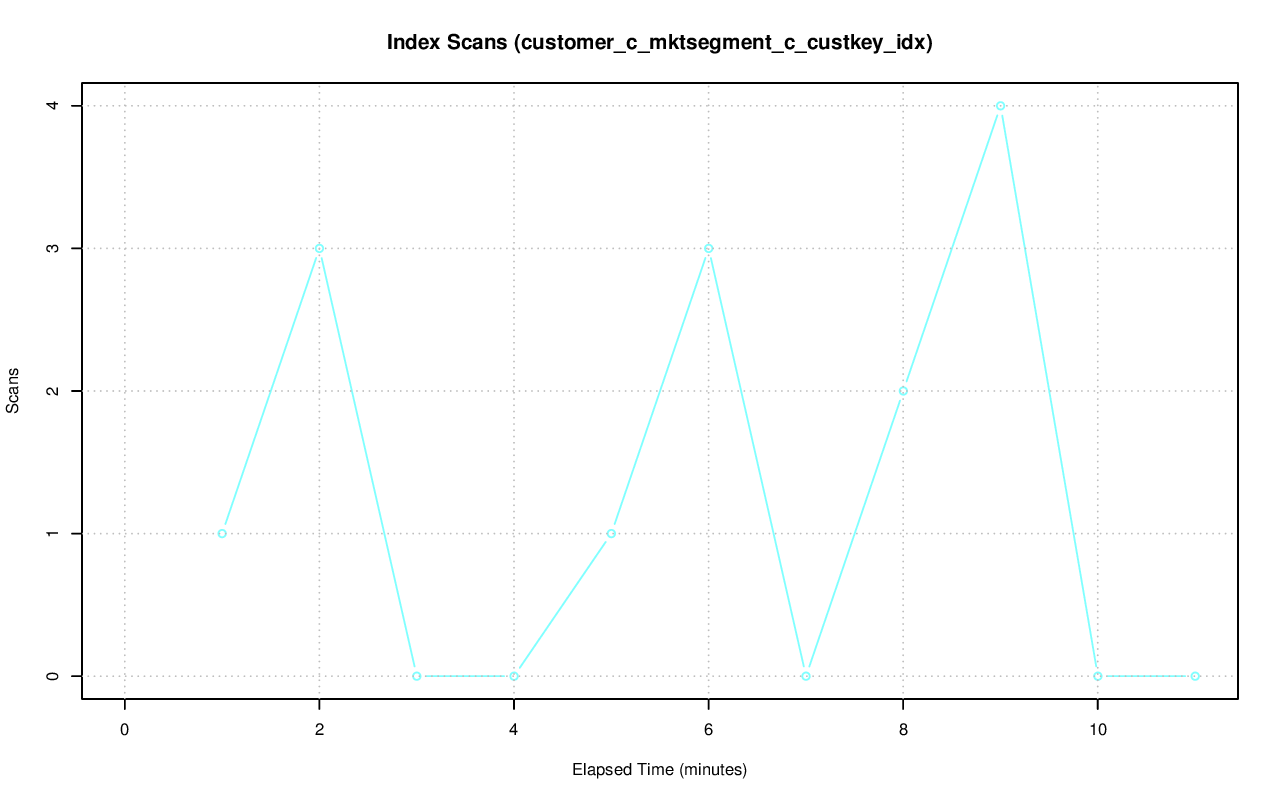 Index Scans (customer_c_mktsegment_c_custkey_idx)
4
3
2
1
0
Scans
0 2 4 6 8 10
Elapsed Time (minutes)